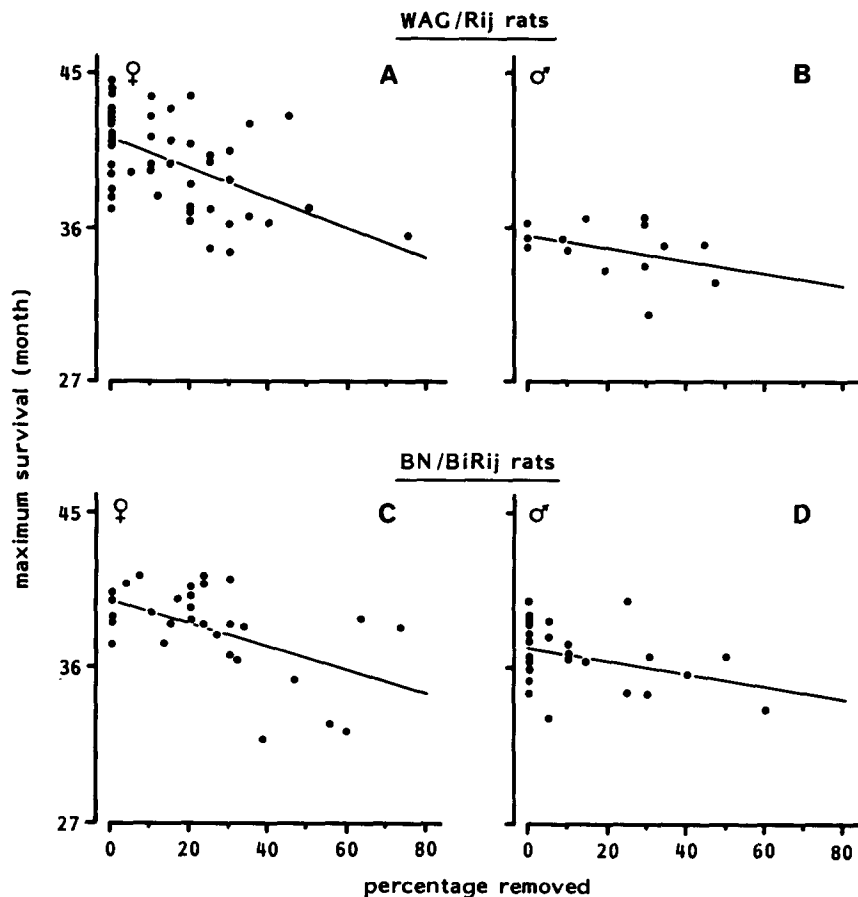 WAG/Rij rats
45 ♀ A ♂ B
36
27
maximum survival (month)
BN/BiRij rats
45 ♀ C ♂ D
36
27
0 20 40 60 80 0 20 40 60 80
percentage removed